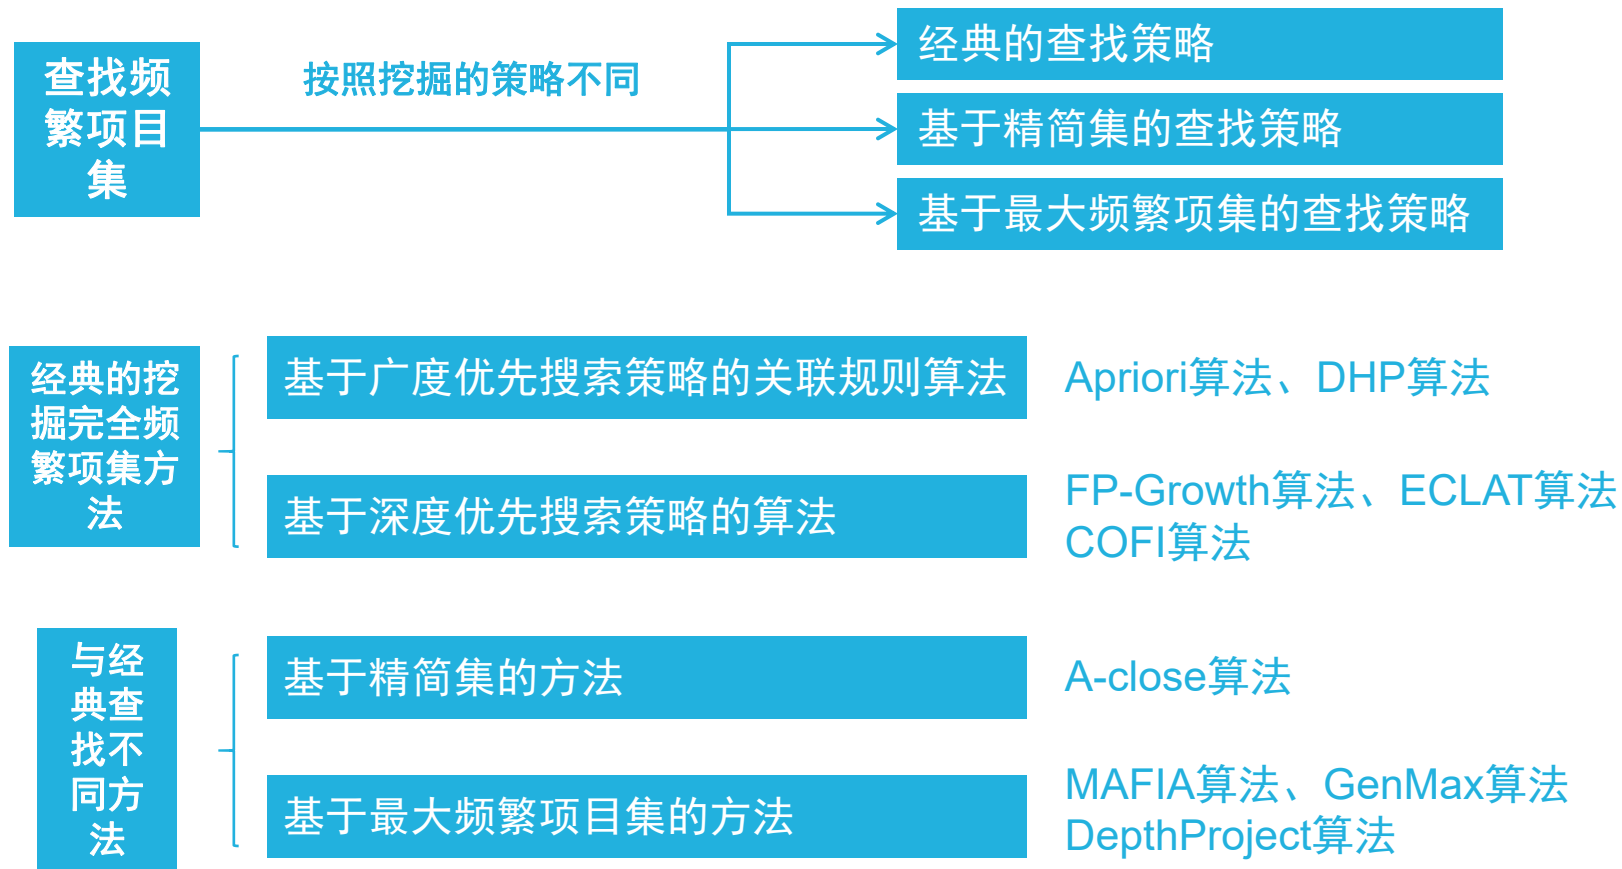 查找频
繁项目
集
按照挖掘的策略不同
经典的查找策略
基于精简集的查找策略
基于最大频繁项集的查找策略
经典的挖
掘完全频
繁项集方
法
基于广度优先搜索策略的关联规则算法
Apriori算法、DHP算法
基于深度优先搜索策略的算法
FP-Growth算法、ECLAT算法
COFI算法
与经
典查
找不
同方
法
基于精简集的方法
A-close算法
基于最大频繁项目集的方法
MAFIA算法、GenMax算法
DepthProject算法